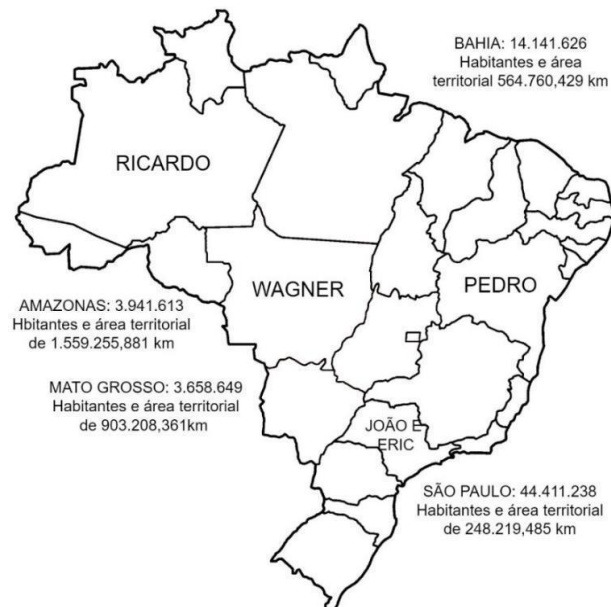 BAHIA: 14.141.626
Habitantes e área
territorial 564.760,429 km
RICARDO
WAGNER
PEDRO
AMAZONAS: 3.941.613
Hbitantes e área territorial
de 1.559.255,881 km
MATO GROSSO: 3.658.649
Habitantes e área territorial
de 903.208,361km
JOÃO E
ERIC
SÃO PAULO: 44.411.238
Habitantes e área territorial
de 248.219,485 km